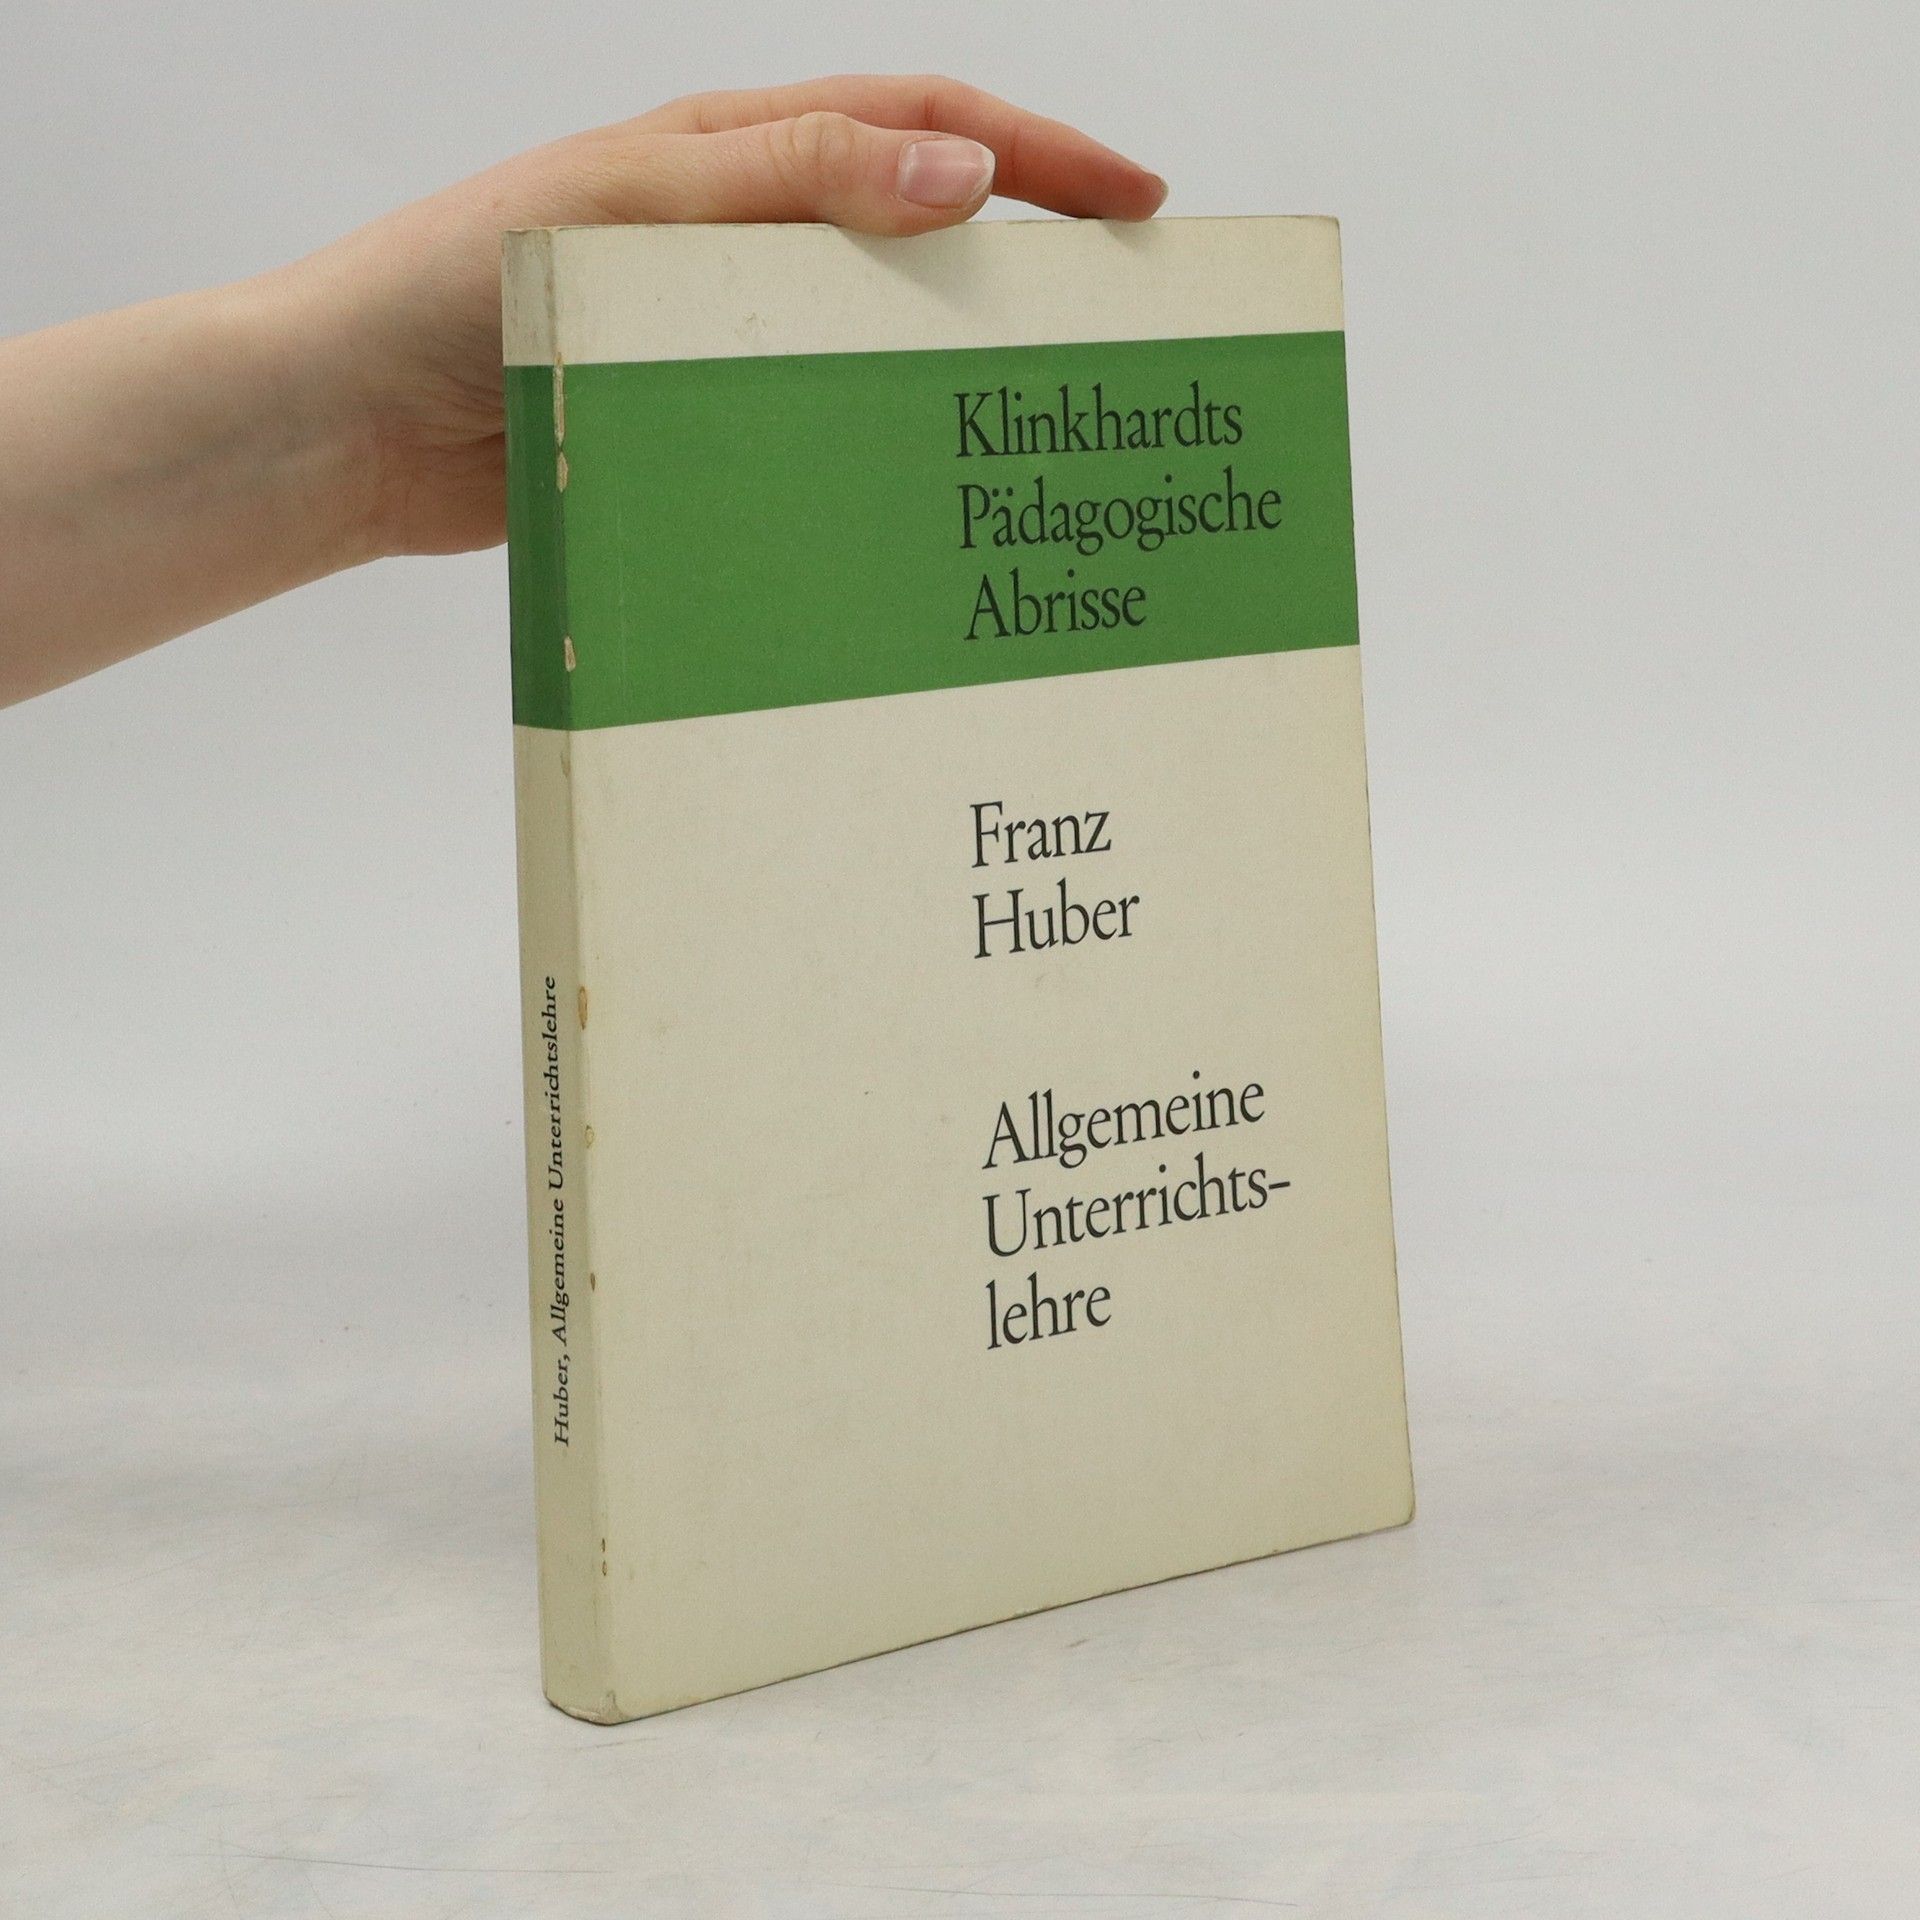 Klinkhardts
Pädagogische
Abrisse
Franz
Huber
Allgemeine
Unterrichts-
lehre
Huber, Allgemeine Unterrichtslehre